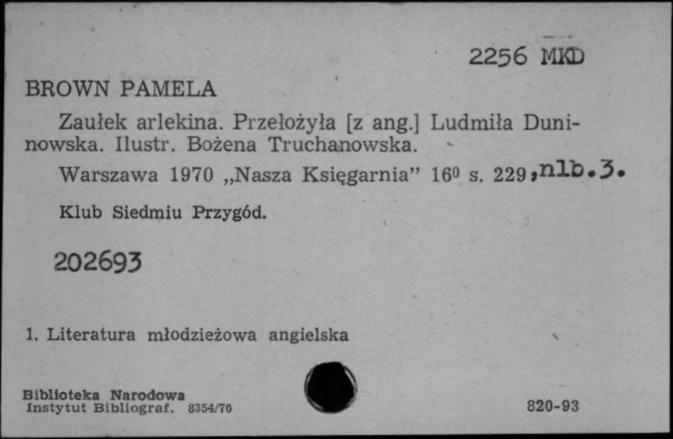 2256 MKD
BROWN PAMELA
Zaułek arlekina. Przełożyła [z ang.] Ludmiła Duni-
nowska. Ilustr. Bożena Truchanowska.
Warszawa 1970 „Nasza Księgarnia” 16⁰ s. 229, nlb. 3.
Klub Siedmiu Przygód.
202693
1. Literatura młodzieżowa angielska
Biblioteka Narodowa
Instytut Bibliograf. 8354/70
820-93